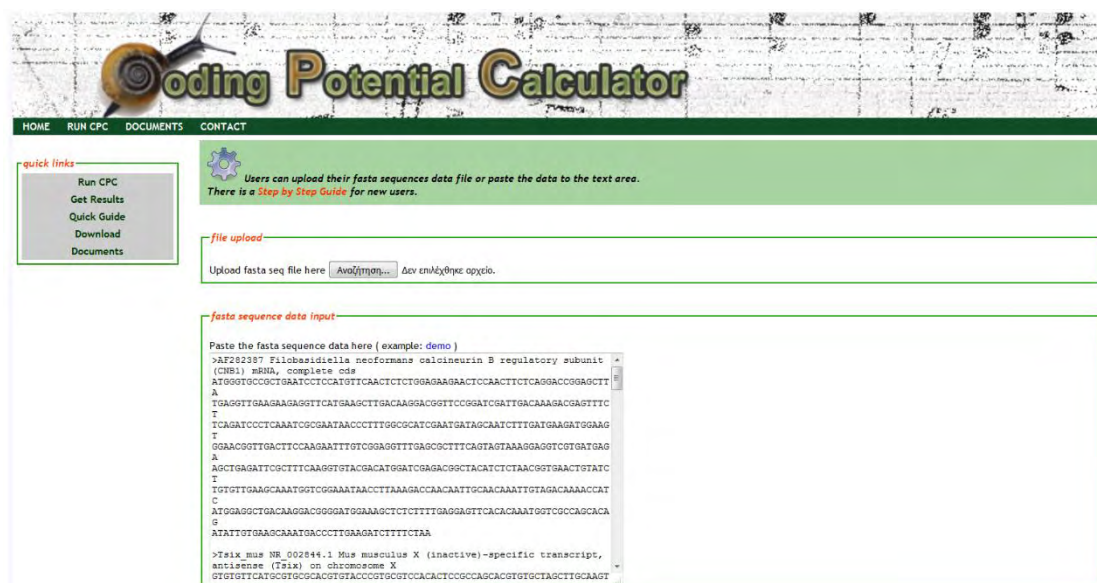 Coding Potential Calculator
HOME RUN CPC DOCUMENTS CONTACT
quick links
Run CPC
Get Results
Quick Guide
Download
Documents
Users can upload their fasta sequences data file or paste the data to the text area.
There is a Step by Step Guide for new users.
file upload
Upload fasta seq file here Αναζήτηση... Δεν επιλέχθηκε αρχείο.
fasta sequence data input
Paste the fasta sequence data here ( example: demo )
>AF282387 Filobasidiella neoformans calcineurin B regulatory subunit
(CNB1) mRNA, complete cds
ATGGGTGCCGCTGAATCCTCCATGTTCAACTCTCTGGAGAAGAACTCCAACTTCTCAGGACCGGAGCTT
A
TGAGGTTGAAGAAGAGGTTCATGAAGCTTGACAAGGACGGTTCCGGATCGATTGACAAAGACGAGTTTC
T
TCAGATCCCTCAAATCGCGAATAACCCTTTGGCGCATCGAATGATAGCAATCTTTGATGAAGATGGAAG
T
GGAACGGTTGACTTCCAAGAATTTGTCGGAGGTTTGAGCGCTTTCAGTAGTAAAGGAGGTCGTGATGAG
A
AGCTGAGATTCGCTTTCAAGGTGTACGACATGGATCGAGACGGCTACATCTCTAACGGTGAACTGTATC
T
TGTGTTGAAGCAAATGGTCGGAAATAACCTTAAAGACCAACAATTGCAACAAATTGTAGACAAAACCAT
C
ATGGAGGCTGACAAGGACGGGGATGGAAAGCTCTCTTTTGAGGAGTTCACACAAATGGTCGCCAGCACA
G
ATATTGTGAAGCAAATGACCCTTGAAGATCTTTTCTAA
>Tsix_mus NR_002844.1 Mus musculus X (inactive)-specific transcript,
antisense (Tsix) on chromosome X
GTGTGTTCATGCGTGCGCACGTGTACCCGTGCGTCCACACTCCGCCAGCACGTGTGCTAGCTTGCAAGT